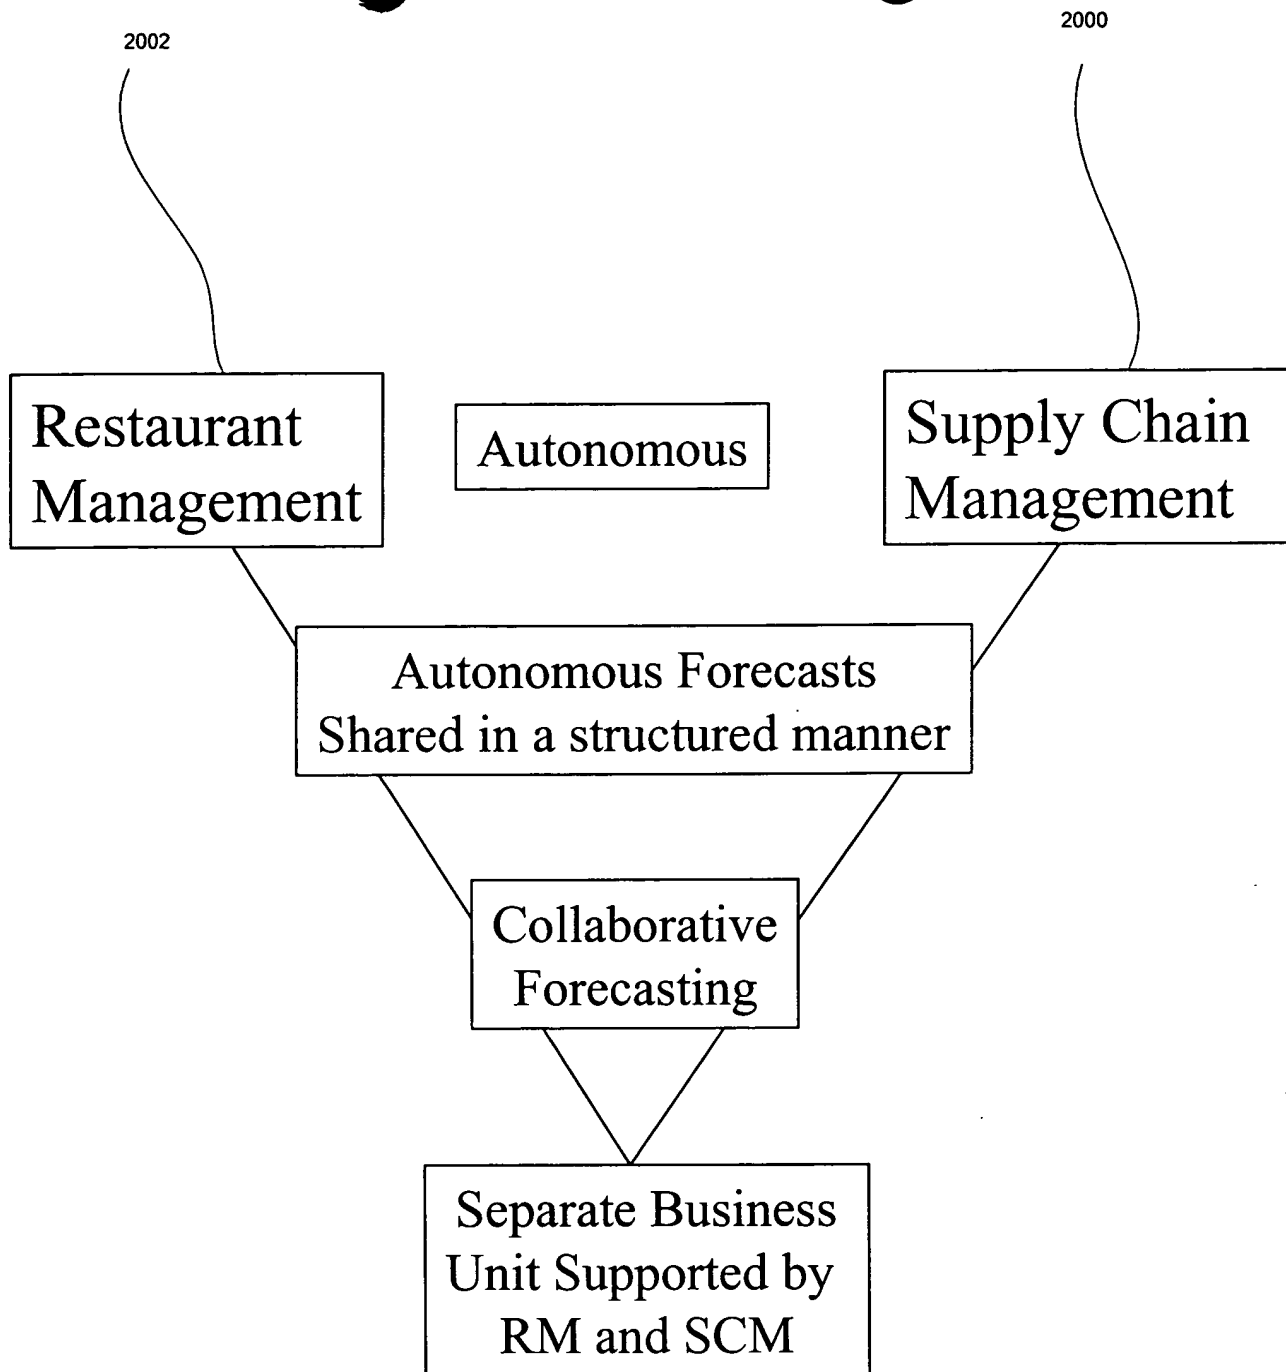 2002
2000
Restaurant
Management
Autonomous
Supply Chain
Management
Autonomous Forecasts
Shared in a structured manner
Collaborative
Forecasting
Separate Business
Unit Supported by
RM and SCM